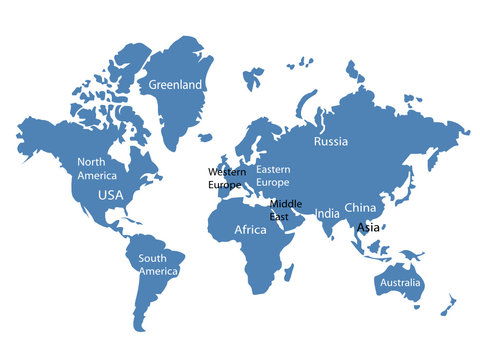 Greenland
Russia
North
America
USA
Western
Europe
Eastern
Europe
Middle
East
India
China
Asia
Africa
South
America
Australia